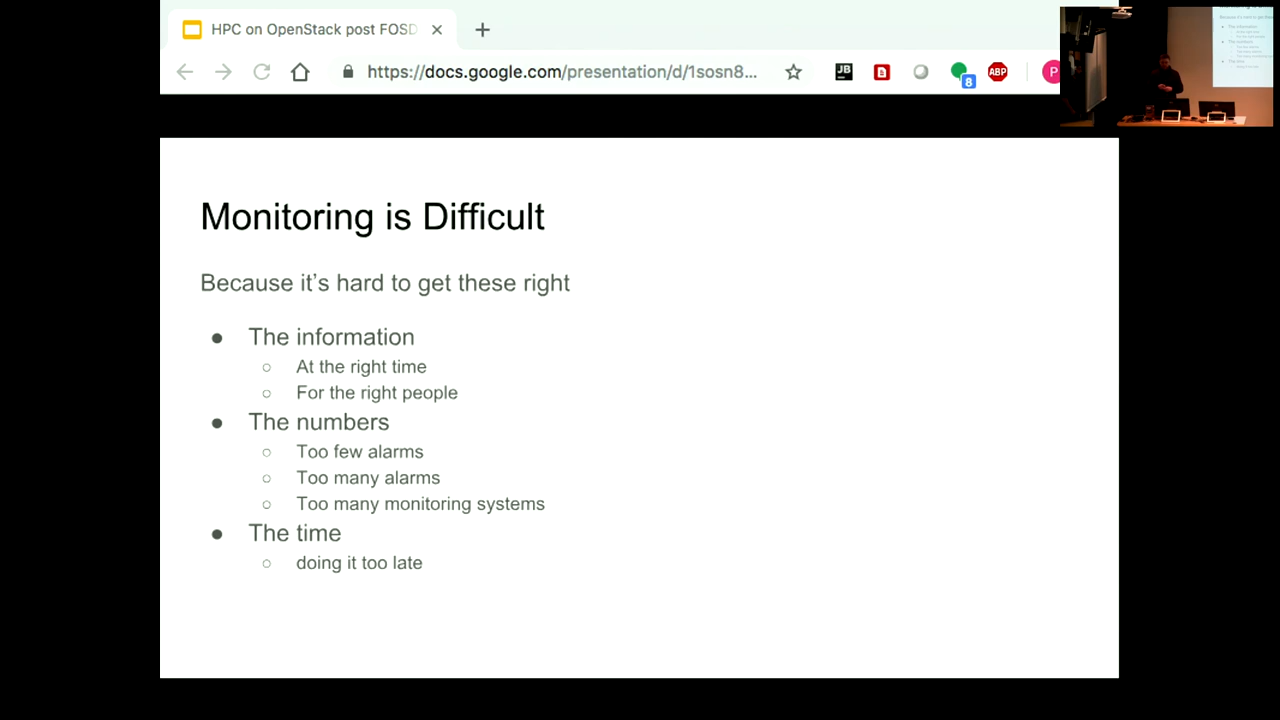 HPC on OpenStack post FOSD
https://docs.google.com/presentation/d/1sosn8...
JB
8
ABP
P
Monitoring is Difficult
Because it's hard to get these right
The information
At the right time
For the right people
The numbers
Too few alarms
Too many alarms
Too many monitoring systems
The time
doing it too late